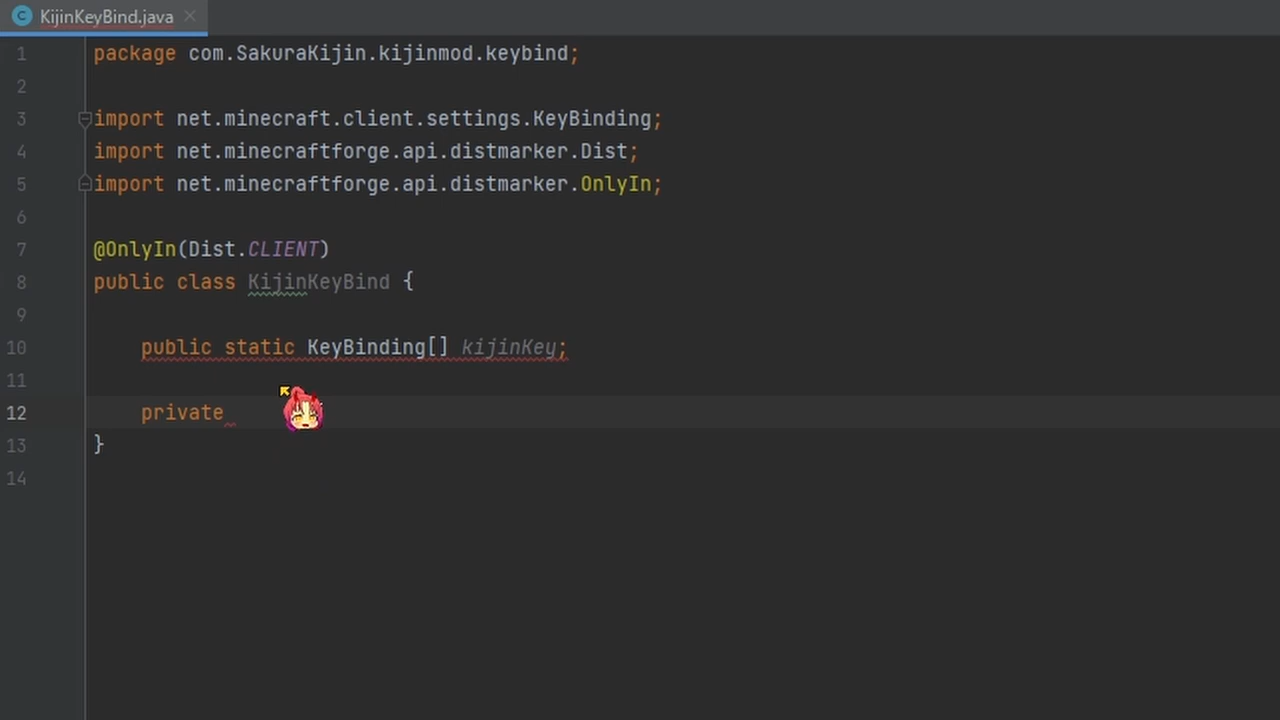 KijinKeyBind.java
1 package com.SakuraKijin.kijinmod.keybind;
2
3 import net.minecraft.client.settings.KeyBinding;
4 import net.minecraftforge.api.distmarker.Dist;
5 import net.minecraftforge.api.distmarker.OnlyIn;
6
7 @OnlyIn(Dist.CLIENT)
8 public class KijinKeyBind {
9
10 public static KeyBinding[] kijinKey;
11
12 private
13 }
14